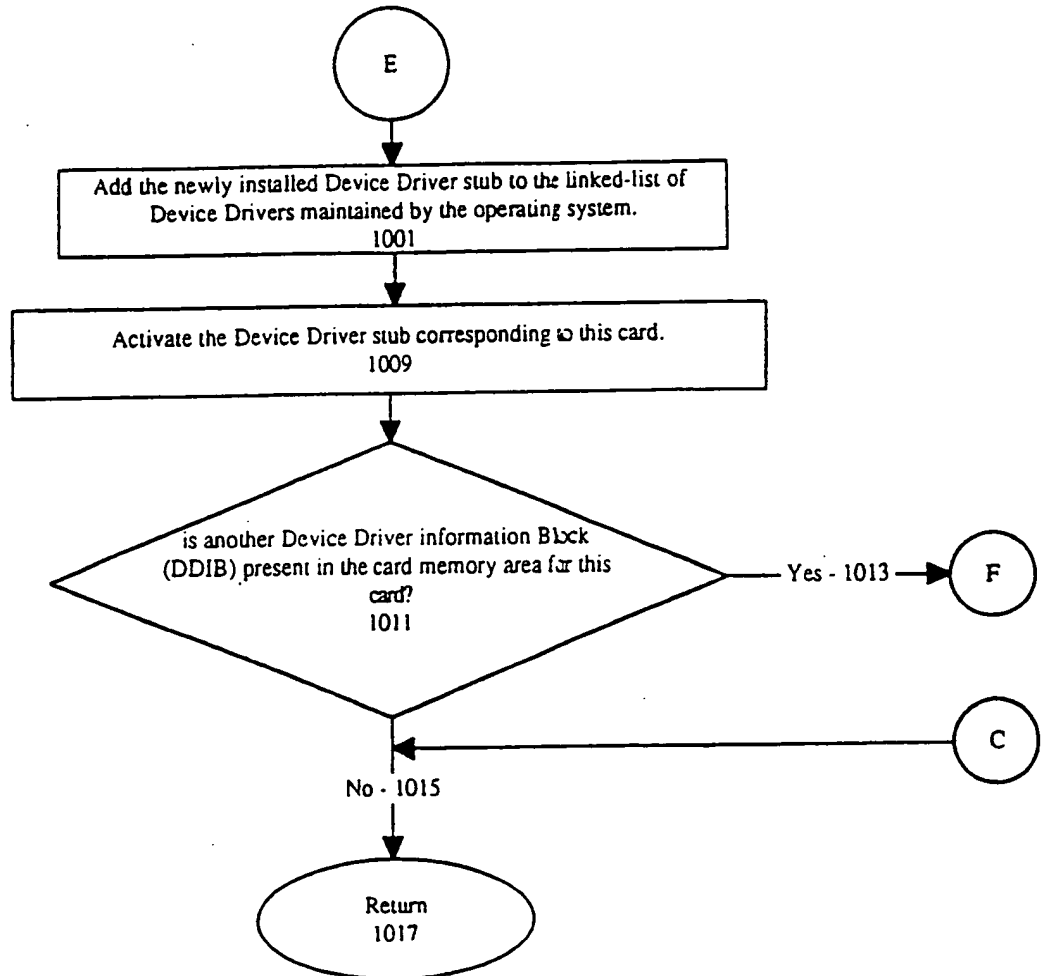 E
Add the newly installed Device Driver stub to the linked-list of
Device Drivers maintained by the operating system.
1001
Activate the Device Driver stub corresponding to this card.
1009
is another Device Driver information Block
(DDIB) present in the card memory area for this
card?
1011
Yes - 1013
F
C
No - 1015
Return
1017